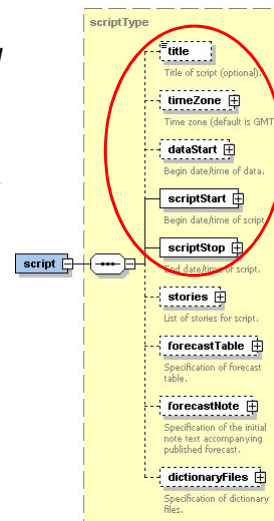 scriptType
title
Title of script (optional).
timeZone
Time zone (default is GMT
dataStart
Begin date/time of data.
scriptStart
Begin date/time of script
scriptStop
End date/time of script.
script
stories
List of stories for script.
forecastTable
Specification of forecast
table.
forecastNote
Specification of the initial
note text accompanying
published forecast.
dictionaryFiles
Specification of dictionary
files.